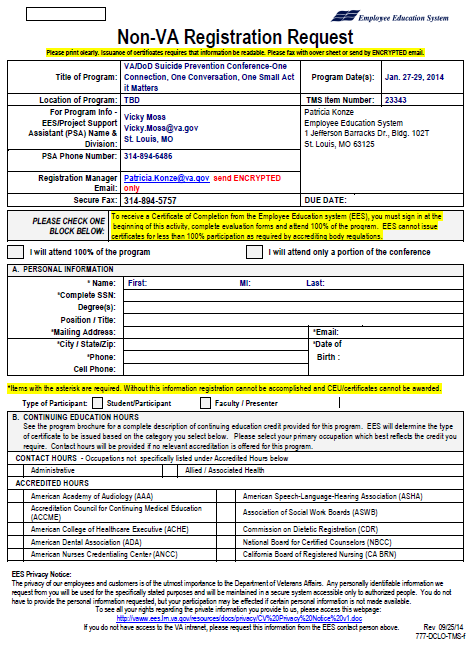 Employee Education System
Non-VA Registration Request
Please print clearly. Issuance of certificates requires that information be readable. Please fax with cover sheet or send by ENCRYPTED email.
Title of Program: VA/DoD Suicide Prevention Conference-One Connection, One Conversation, One Small Act it Matters Program Date(s): Jan. 27-29, 2014
Location of Program: TBD TMS Item Number: 23343
For Program Info - EES/Project Support Assistant (PSA) Name & Division: Vicky Moss
Vicky.Moss@va.gov
St. Louis, MO
Patricia Konze
Employee Education System
1 Jefferson Barracks Dr., Bldg. 102T
St. Louis, MO 63125
PSA Phone Number: 314-894-6486
Registration Manager Email: Patricia.Konze@va.gov send ENCRYPTED only
Secure Fax: 314-894-5757 DUE DATE:
PLEASE CHECK ONE BLOCK BELOW:
To receive a Certificate of Completion from the Employee Education system (EES), you must sign in at the
beginning of this activity, complete evaluation forms and attend 100% of the program. EES cannot issue
certificates for less than 100% participation as required by accrediting body regulations.
I will attend 100% of the program I will attend only a portion of the conference
A. PERSONAL INFORMATION
* Name: First: MI: Last:
*Complete SSN:
Degree(s):
Position / Title:
*Mailing Address: *Email:
*City / State/Zip: *Date of Birth :
*Phone:
Cell Phone:
*Items with the asterisk are required. Without this information registration cannot be accomplished and CEU/certificates cannot be awarded.
Type of Participant: Student/Participant Faculty / Presenter
B. CONTINUING EDUCATION HOURS
See the program brochure for a complete description of continuing education credit provided for this program. EES will determine the type
of certificate to be issued based on the category you select below. Please select your primary occupation which best reflects the credit you
require. Contact hours will be provided if no relevant accreditation is offered for this program.
CONTACT HOURS - Occupations not specifically listed under Accredited Hours below
Administrative Allied / Associated Health
ACCREDITED HOURS
American Academy of Audiology (AAA) American Speech-Language-Hearing Association (ASHA)
Accreditation Council for Continuing Medical Education (ACCME) Association of Social Work Boards (ASWB)
American College of Healthcare Executive (ACHE) Commission on Dietetic Registration (CDR)
American Dental Association (ADA) National Board for Certified Counselors (NBCC)
American Nurses Credentialing Center (ANCC) California Board of Registered Nursing (CA BRN)
EES Privacy Notice:
The privacy of our employees and customers is of the utmost importance to the Department of Veterans Affairs. Any personally identifiable information we
request from you will be used for the specifically stated purposes and will be maintained in a secure system accessible only to authorized people. You do not
have to provide the personal information requested, but your participation may be affected if certain personal information is not made available.
To see all your rights regarding the private information you provide to us, please access this webpage:
http://vaww.ees.lrn.va.gov/resources/docs/privacy/CV%20Privacy%20Notice%20v1.doc
If you do not have access to the VA intranet, please request this information from the EES contact person above. Rev 09/25/14
777-DCLO-TMS-f